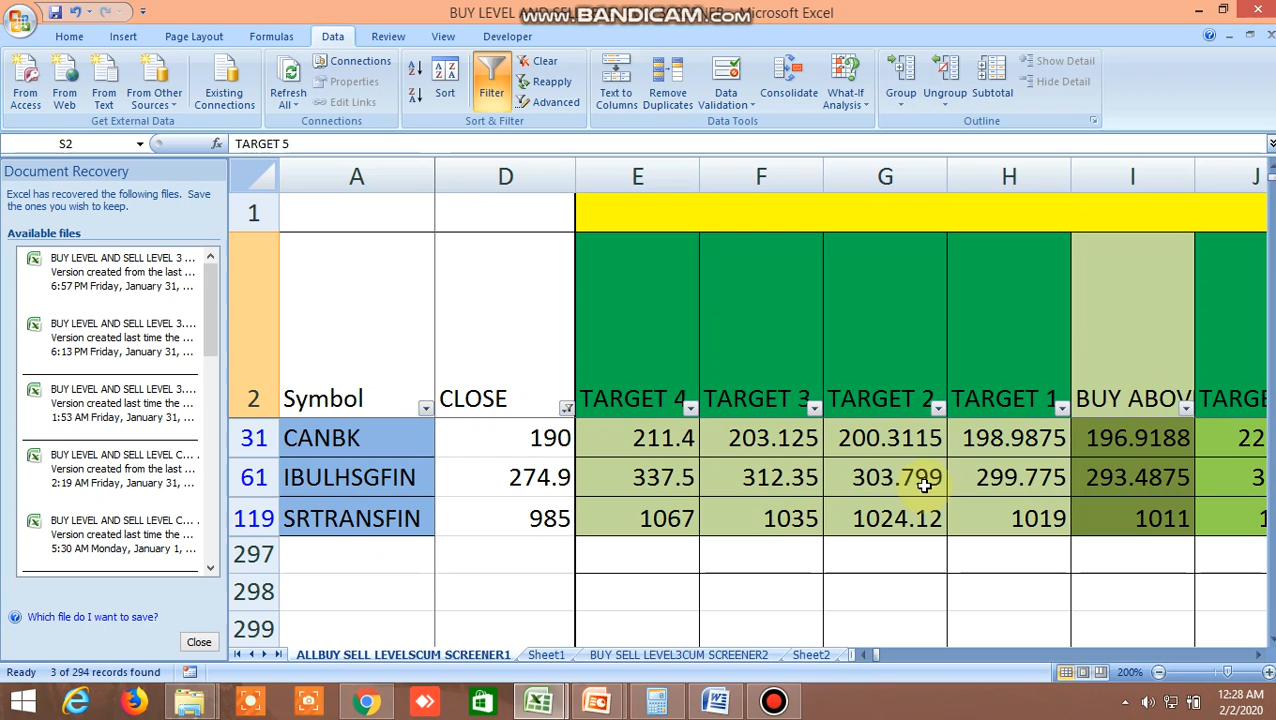 BUY LEVEL AND SELL LEVEL
NER - Microsoft Excel
www.BANDICAM.com
Home Insert Page Layout Formulas Data Review View Developer
From Access
From Web
From Text
From Other Sources
Existing Connections
Get External Data
Refresh All
Connections
Properties
Edit Links
Connections
Sort
Filter
Clear
Reapply
Advanced
Sort & Filter
Text to Columns
Remove Duplicates
Data Validation
Consolidate
What-If Analysis
Data Tools
Group
Ungroup
Subtotal
Show Detail
Hide Detail
Outline
S2 fx TARGET 5
Document Recovery
Excel has recovered the following files. Save
the ones you wish to keep.
Available files
BUY LEVEL AND SELL LEVEL 3 ...
Version created from the last ...
6:57 PM Friday, January 31, ...
BUY LEVEL AND SELL LEVEL 3....
Version created last time the ...
6:13 PM Friday, January 31, ...
BUY LEVEL AND SELL LEVEL 3....
Version created last time the ...
1:53 AM Friday, January 31, ...
BUY LEVEL AND SELL LEVEL C...
Version created last time the ...
2:19 AM Friday, January 31, ...
BUY LEVEL AND SELL LEVEL C...
Version created last time the ...
5:30 AM Monday, January 1, ...
Which file do I want to save?
Close
A D E F G H I J
1
2 Symbol CLOSE TARGET 4 TARGET 3 TARGET 2 TARGET 1 BUY ABOV TARGE
31 CANBK 190 211.4 203.125 200.3115 198.9875 196.9188 22
61 IBULHSGFIN 274.9 337.5 312.35 303.799 299.775 293.4875 3
119 SRTRANSFIN 985 1067 1035 1024.12 1019 1011 1
297
298
299
ALLBUY SELL LEVELSCUM SCREENER1 Sheet1 BUY SELL LEVEL3CUM SCREENER2 Sheet2
Ready 3 of 294 records found 200%
12:28 AM
2/2/2020